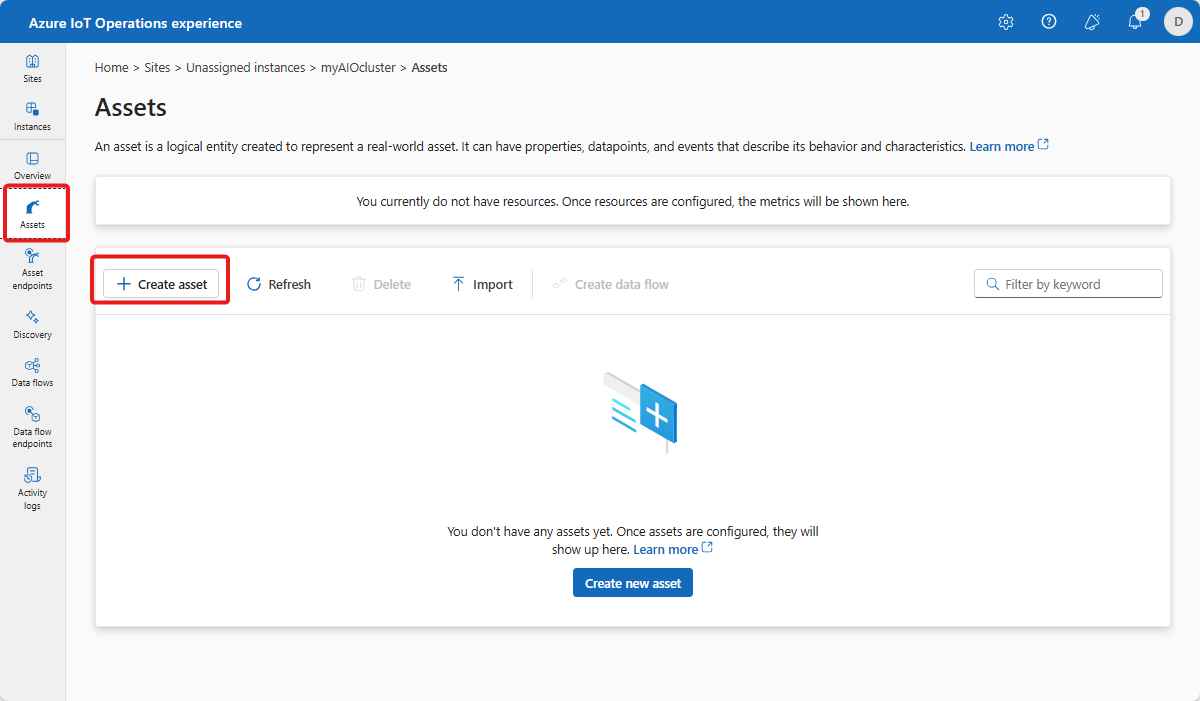 Azure IoT Operations experience
1
D
Sites
Instances
Overview
Assets
Asset
endpoints
Discovery
Data flows
Data flow
endpoints
Activity
logs
Home > Sites > Unassigned instances > myAIOcluster > Assets
Assets
An asset is a logical entity created to represent a real-world asset. It can have properties, datapoints, and events that describe its behavior and characteristics. Learn more
You currently do not have resources. Once resources are configured, the metrics will be shown here.
Create asset Refresh Delete Import Create data flow Filter by keyword
You don't have any assets yet. Once assets are configured, they will
show up here. Learn more
Create new asset